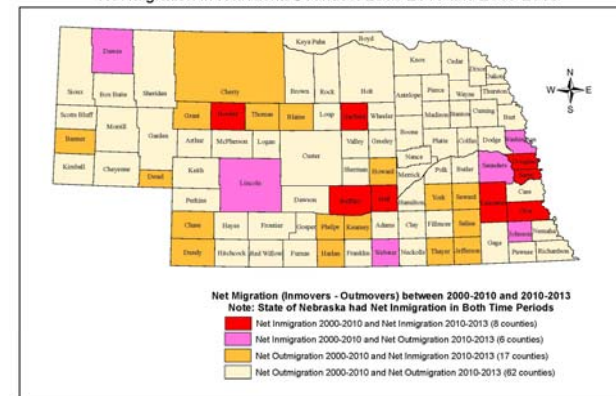 Dawes
Keya Paha
Boyd
Sioux
Box Butte
Sheridan
Cherry
Brown
Rock
Holt
Knox
Cedar
Dixon
Dakota
Antelope
Pierce
Wayne
Thurston
Scotts Bluff
Morrill
Garden
Grant
Hooker
Thomas
Blaine
Loup
Garfield
Wheeler
Madison
Stanton
Cuming
Burt
Banner
Arthur
McPherson
Logan
Custer
Valley
Greeley
Boone
Platte
Colfax
Dodge
Washington
Kimball
Cheyenne
Deuel
Keith
Lincoln
Sherman
Howard
Nance
Merrick
Polk
Butler
Saunders
Douglas
Sarpy
Perkins
Dawson
Buffalo
Hall
Hamilton
York
Seward
Lancaster
Cass
Otoe
Chase
Hayes
Frontier
Gosper
Phelps
Kearney
Adams
Clay
Fillmore
Saline
Gage
Johnson
Nemaha
Dundy
Hitchcock
Red Willow
Furnas
Harlan
Franklin
Webster
Nuckolls
Thayer
Jefferson
Pawnee
Richardson
N
W
E
S
Net Migration (Inmovers - Outmovers) between 2000-2010 and 2010-2013
Note: State of Nebraska had Net Inmigration in Both Time Periods
Net Inmigration 2000-2010 and Net Inmigration 2010-2013 (8 counties)
Net Inmigration 2000-2010 and Net Outmigration 2010-2013 (6 counties)
Net Outmigration 2000-2010 and Net Inmigration 2010-2013 (17 counties)
Net Outmigration 2000-2010 and Net Outmigration 2010-2013 (62 counties)